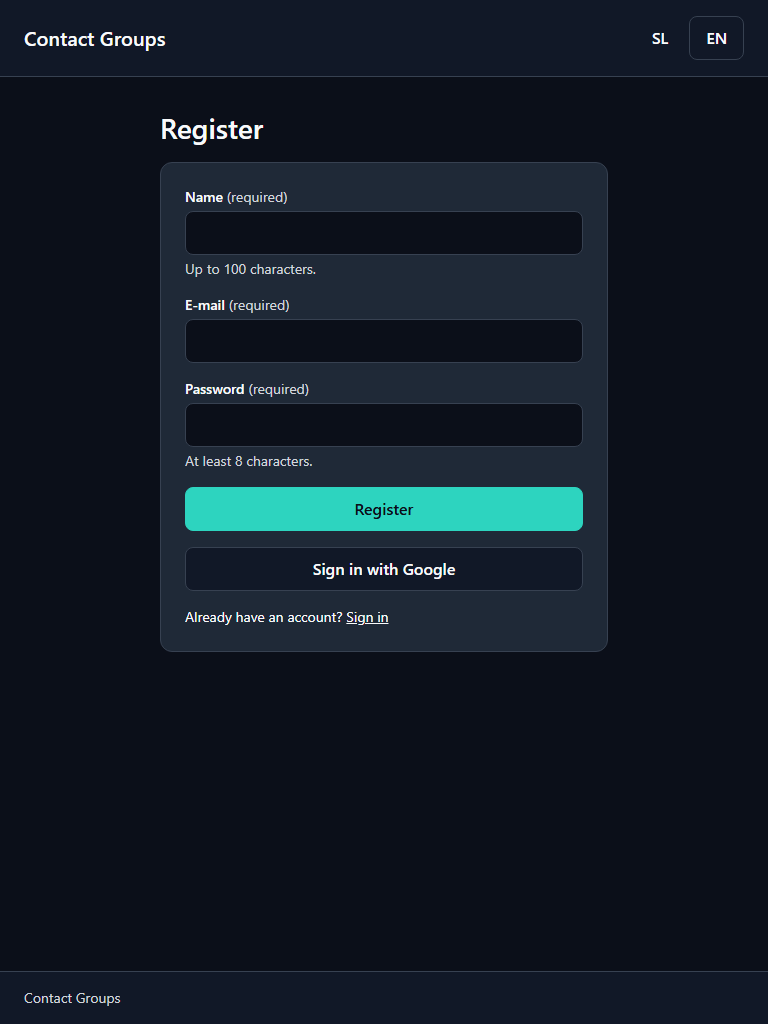 Contact Groups
SL
EN
Register
Name (required)
Up to 100 characters.
E-mail (required)
Password (required)
At least 8 characters.
Register
Sign in with Google
Already have an account? Sign in
Contact Groups